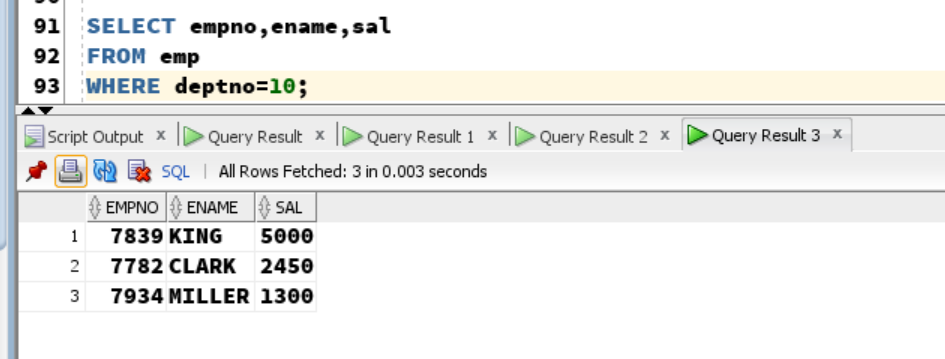 91 SELECT empno,ename,sal
92 FROM emp
93 WHERE deptno=10;
Script Output x Query Result x Query Result 1 x Query Result 2 x Query Result 3 x
SQL | All Rows Fetched: 3 in 0.003 seconds
EMPNO ENAME SAL
1 7839 KING 5000
2 7782 CLARK 2450
3 7934 MILLER 1300